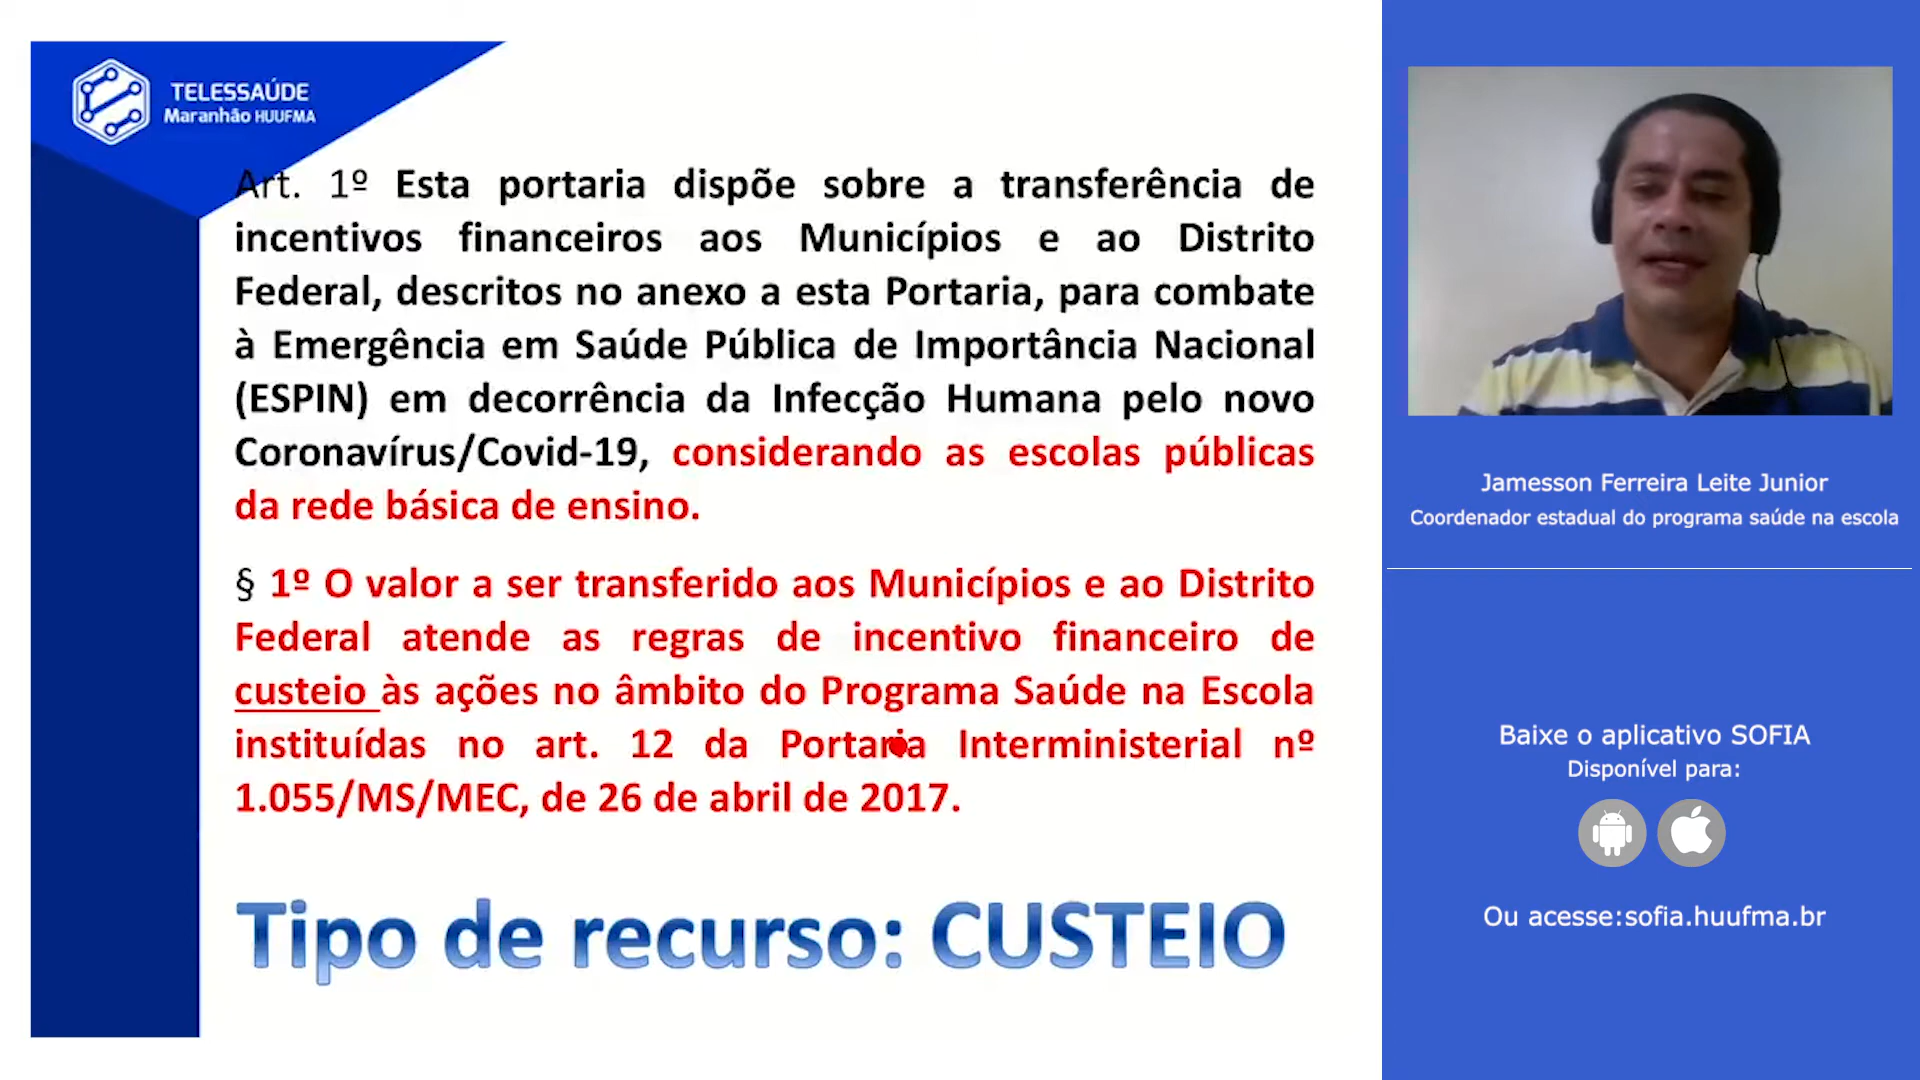 TELESSAÚDE
Maranhão HUUFMA
Art. 1º Esta portaria dispõe sobre a transferência de
incentivos financeiros aos Municípios e ao Distrito
Federal, descritos no anexo a esta Portaria, para combate
à Emergência em Saúde Pública de Importância Nacional
(ESPIN) em decorrência da Infecção Humana pelo novo
Coronavírus/Covid-19, considerando as escolas públicas
da rede básica de ensino.
§ 1º O valor a ser transferido aos Municípios e ao Distrito
Federal atende as regras de incentivo financeiro de
custeio às ações no âmbito do Programa Saúde na Escola
instituídas no art. 12 da Portaria Interministerial nº
1.055/MS/MEC, de 26 de abril de 2017.
Tipo de recurso: CUSTEIO
Jamesson Ferreira Leite Junior
Coordenador estadual do programa saúde na escola
Baixe o aplicativo SOFIA
Disponível para:
Ou acesse:sofia.huufma.br